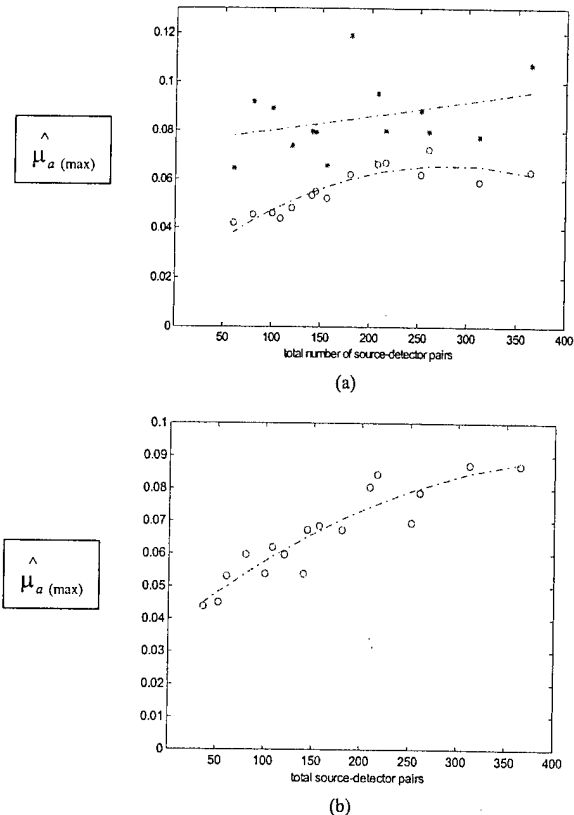 0.12
0.1
0.08
0.06
0.04
0.02
0
50 100 150 200 250 300 350 400
total number of source-detector pairs
μ̂a (max)
(a)
0.1
0.09
0.08
0.07
0.06
0.05
0.04
0.03
0.02
0.01
0
50 100 150 200 250 300 350 400
total source-detector pairs
μ̂a (max)
(b)